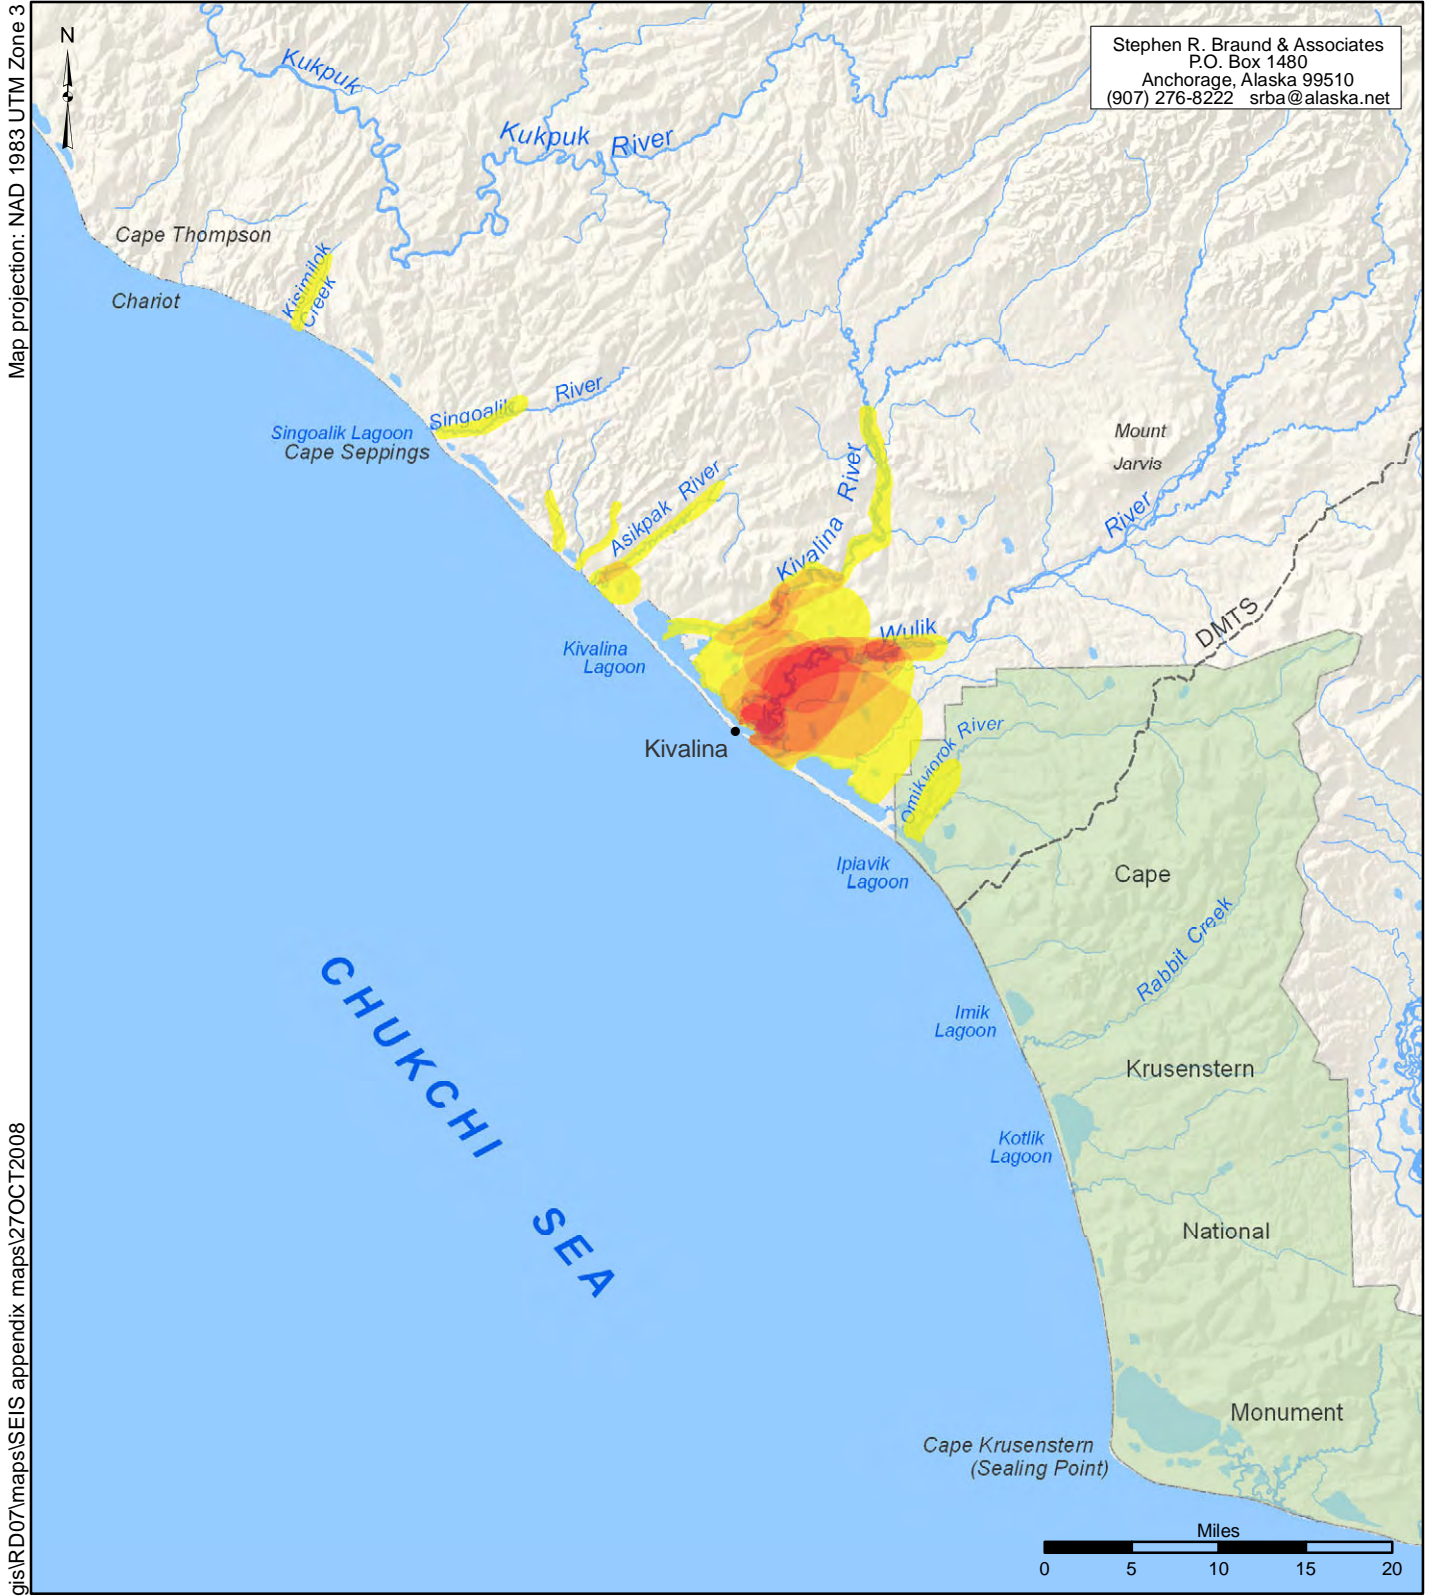 Map projection: NAD 1983 UTM Zone 3
gis\RD07\maps\SEIS appendix maps\27OCT2008
N
Stephen R. Braund & Associates
P.O. Box 1480
Anchorage, Alaska 99510
(907) 276-8222 srba@alaska.net
Kukpuk
Kukpuk River
Cape Thompson
Chariot
Kisimilok
Creek
Singoalik River
Singoalik Lagoon
Cape Seppings
Asikpak River
Kivalina River
Mount
Jarvis
River
Wulik
DMTS
Kivalina
Lagoon
Kivalina
Omikviorok River
Ipiavik
Lagoon
Cape
Rabbit Creek
Imik
Lagoon
Krusenstern
Kotlik
Lagoon
National
CHUKCHI SEA
Monument
Cape Krusenstern
(Sealing Point)
Miles
0 5 10 15 20